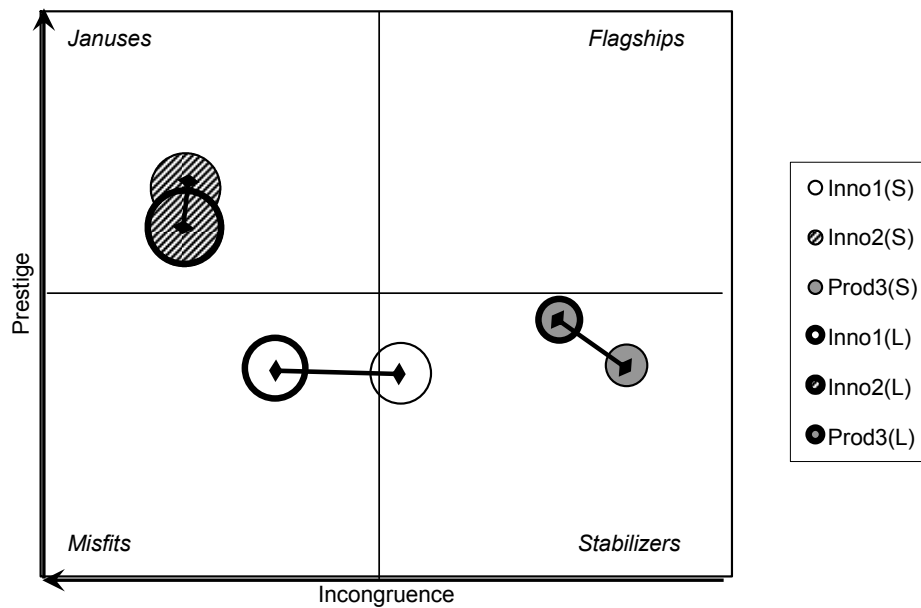 Januses
Flagships
Prestige
Misfits
Stabilizers
Incongruence
Inno1(S)
Inno2(S)
Prod3(S)
Inno1(L)
Inno2(L)
Prod3(L)